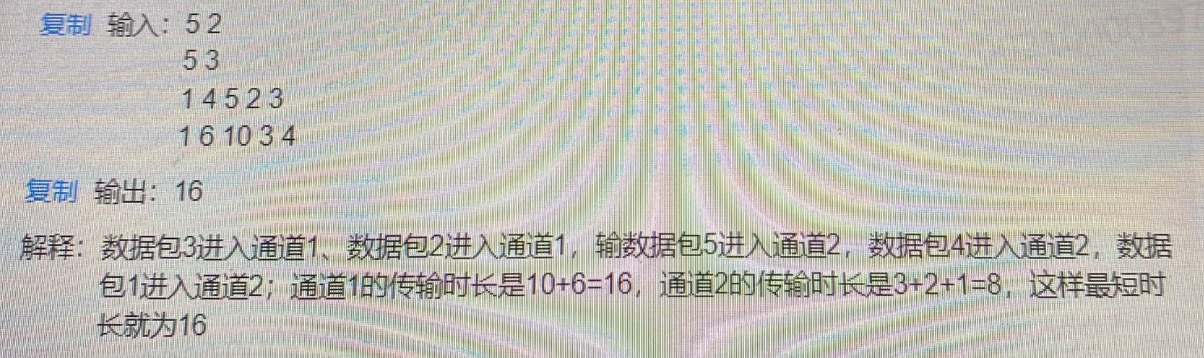 复制 输入：5 2
5 3
1 4 5 2 3
1 6 10 3 4
复制 输出：16
解释：数据包3进入通道1、数据包2进入通道1，输数据包5进入通道2，数据包4进入通道2，数据
包1进入通道2；通道1的传输时长是10+6=16，通道2的传输时长是3+2+1=8，这样最短时
长就为16